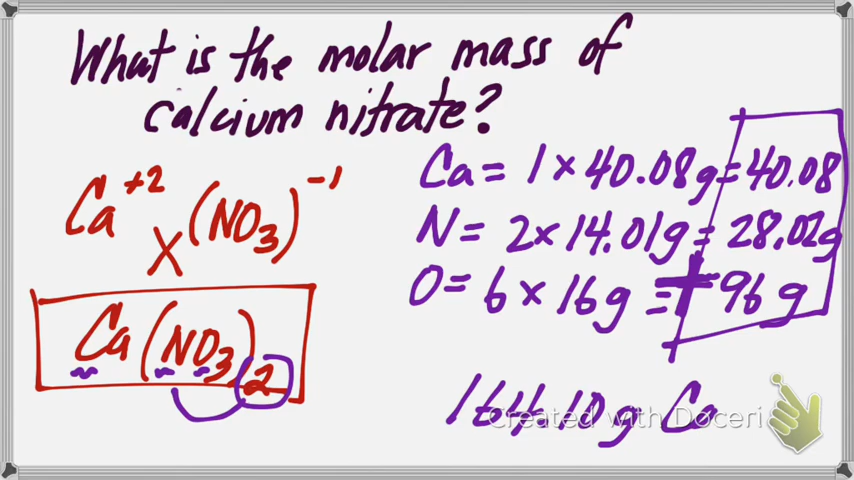 What is the molar mass of
calcium nitrate?
Ca+2 (NO3)-1
Ca(NO3)2
Ca = 1 × 40.08g = 40.08
N = 2 × 14.01g = 28.02g
O = 6 × 16g = + 96 g
164.10g Ca
Created with Doceri